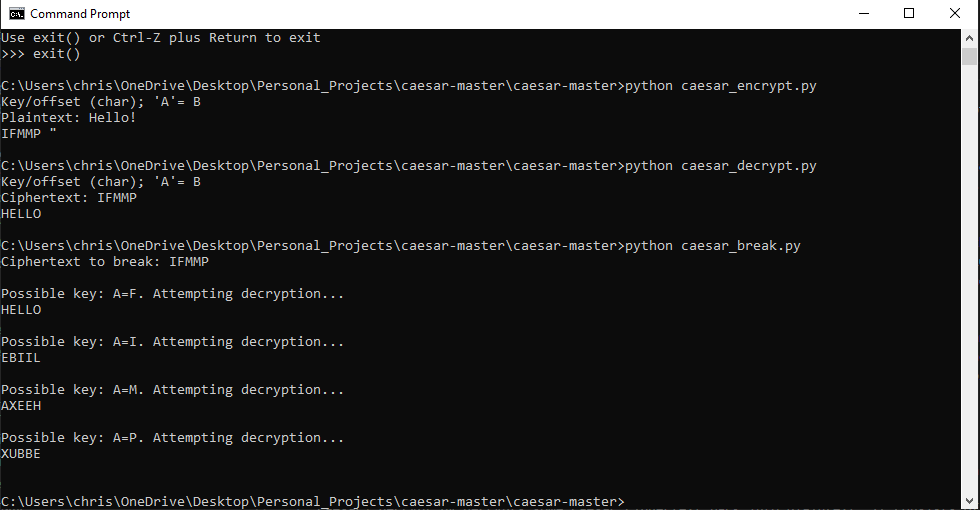 Command Prompt
Use exit() or Ctrl-Z plus Return to exit
>>> exit()
C:\Users\chris\OneDrive\Desktop\Personal_Projects\caesar-master\caesar-master>python caesar_encrypt.py
Key/offset (char); 'A'= B
Plaintext: Hello!
IFMMP "
C:\Users\chris\OneDrive\Desktop\Personal_Projects\caesar-master\caesar-master>python caesar_decrypt.py
Key/offset (char); 'A'= B
Ciphertext: IFMMP
HELLO
C:\Users\chris\OneDrive\Desktop\Personal_Projects\caesar-master\caesar-master>python caesar_break.py
Ciphertext to break: IFMMP
Possible key: A=F. Attempting decryption...
HELLO
Possible key: A=I. Attempting decryption...
EBIIL
Possible key: A=M. Attempting decryption...
AXEEH
Possible key: A=P. Attempting decryption...
XUBBE
C:\Users\chris\OneDrive\Desktop\Personal_Projects\caesar-master\caesar-master>